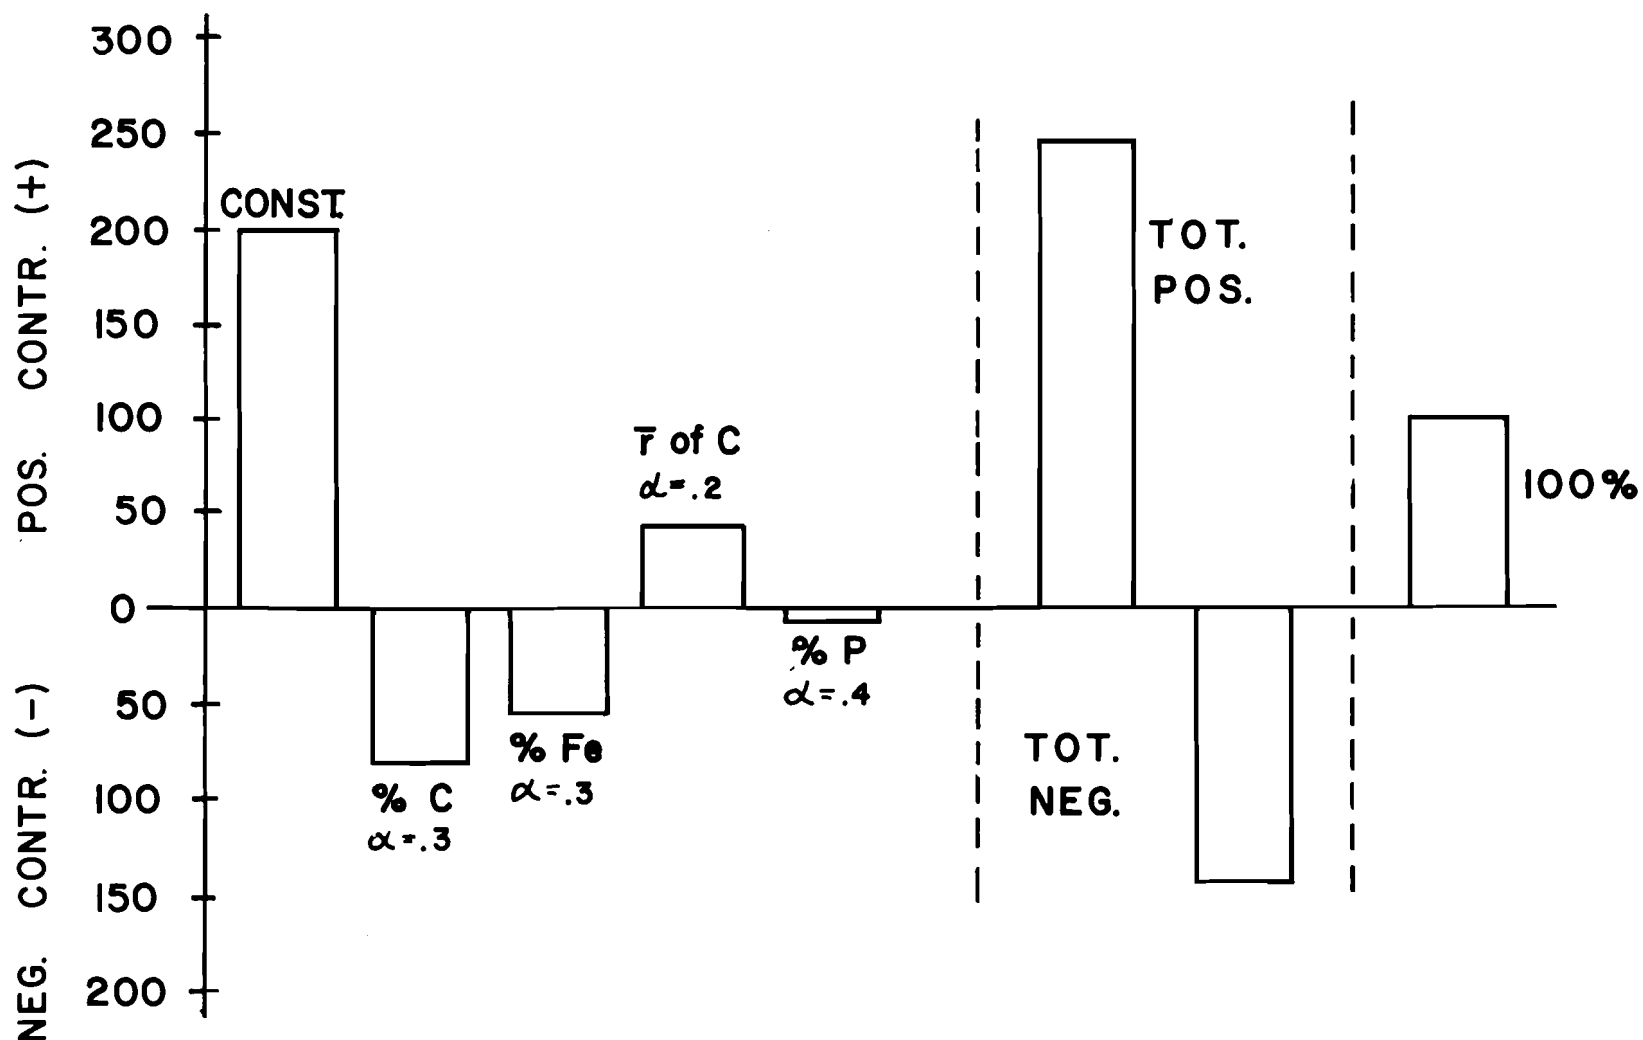 POS. CONTR. (+)
NEG. CONTR. (-)
300
250
200
150
100
50
0
50
100
150
200
CONST.
% C
α=.3
% Fe
α=.3
r̅ of C
α=.2
% P
α=.4
TOT.
POS.
TOT.
NEG.
100%